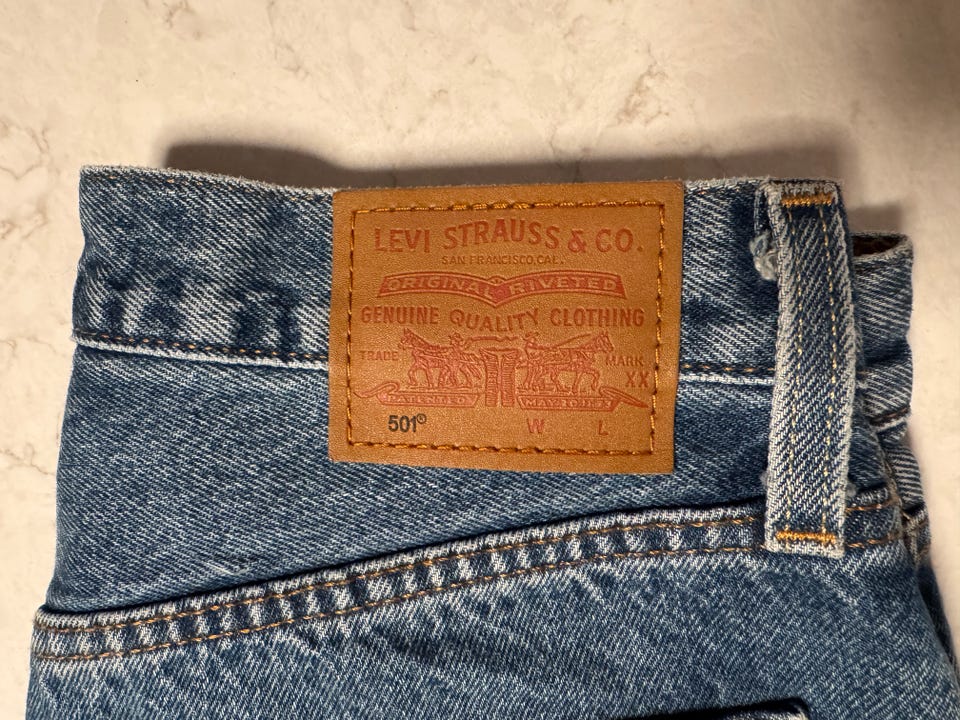 LEVI STRAUSS & CO.
SAN FRANCISCO, CAL.
ORIGINAL RIVETED
GENUINE QUALITY CLOTHING
TRADE MARK
XX
PATENTED MAY 20 1873
501® W L